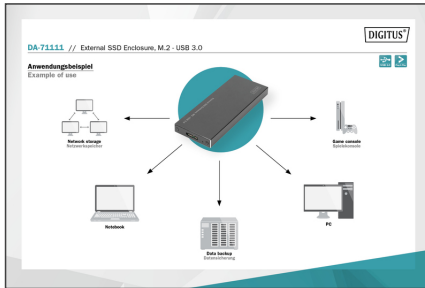 DIGITUS®
DA-71111 // External SSD Enclosure, M.2 - USB 3.0
Anwendungsbeispiel
Example of use
Network storage
Netzwerkspeicher
Game console
Spielekonsole
Notebook
Data backup
Datensicherung
PC